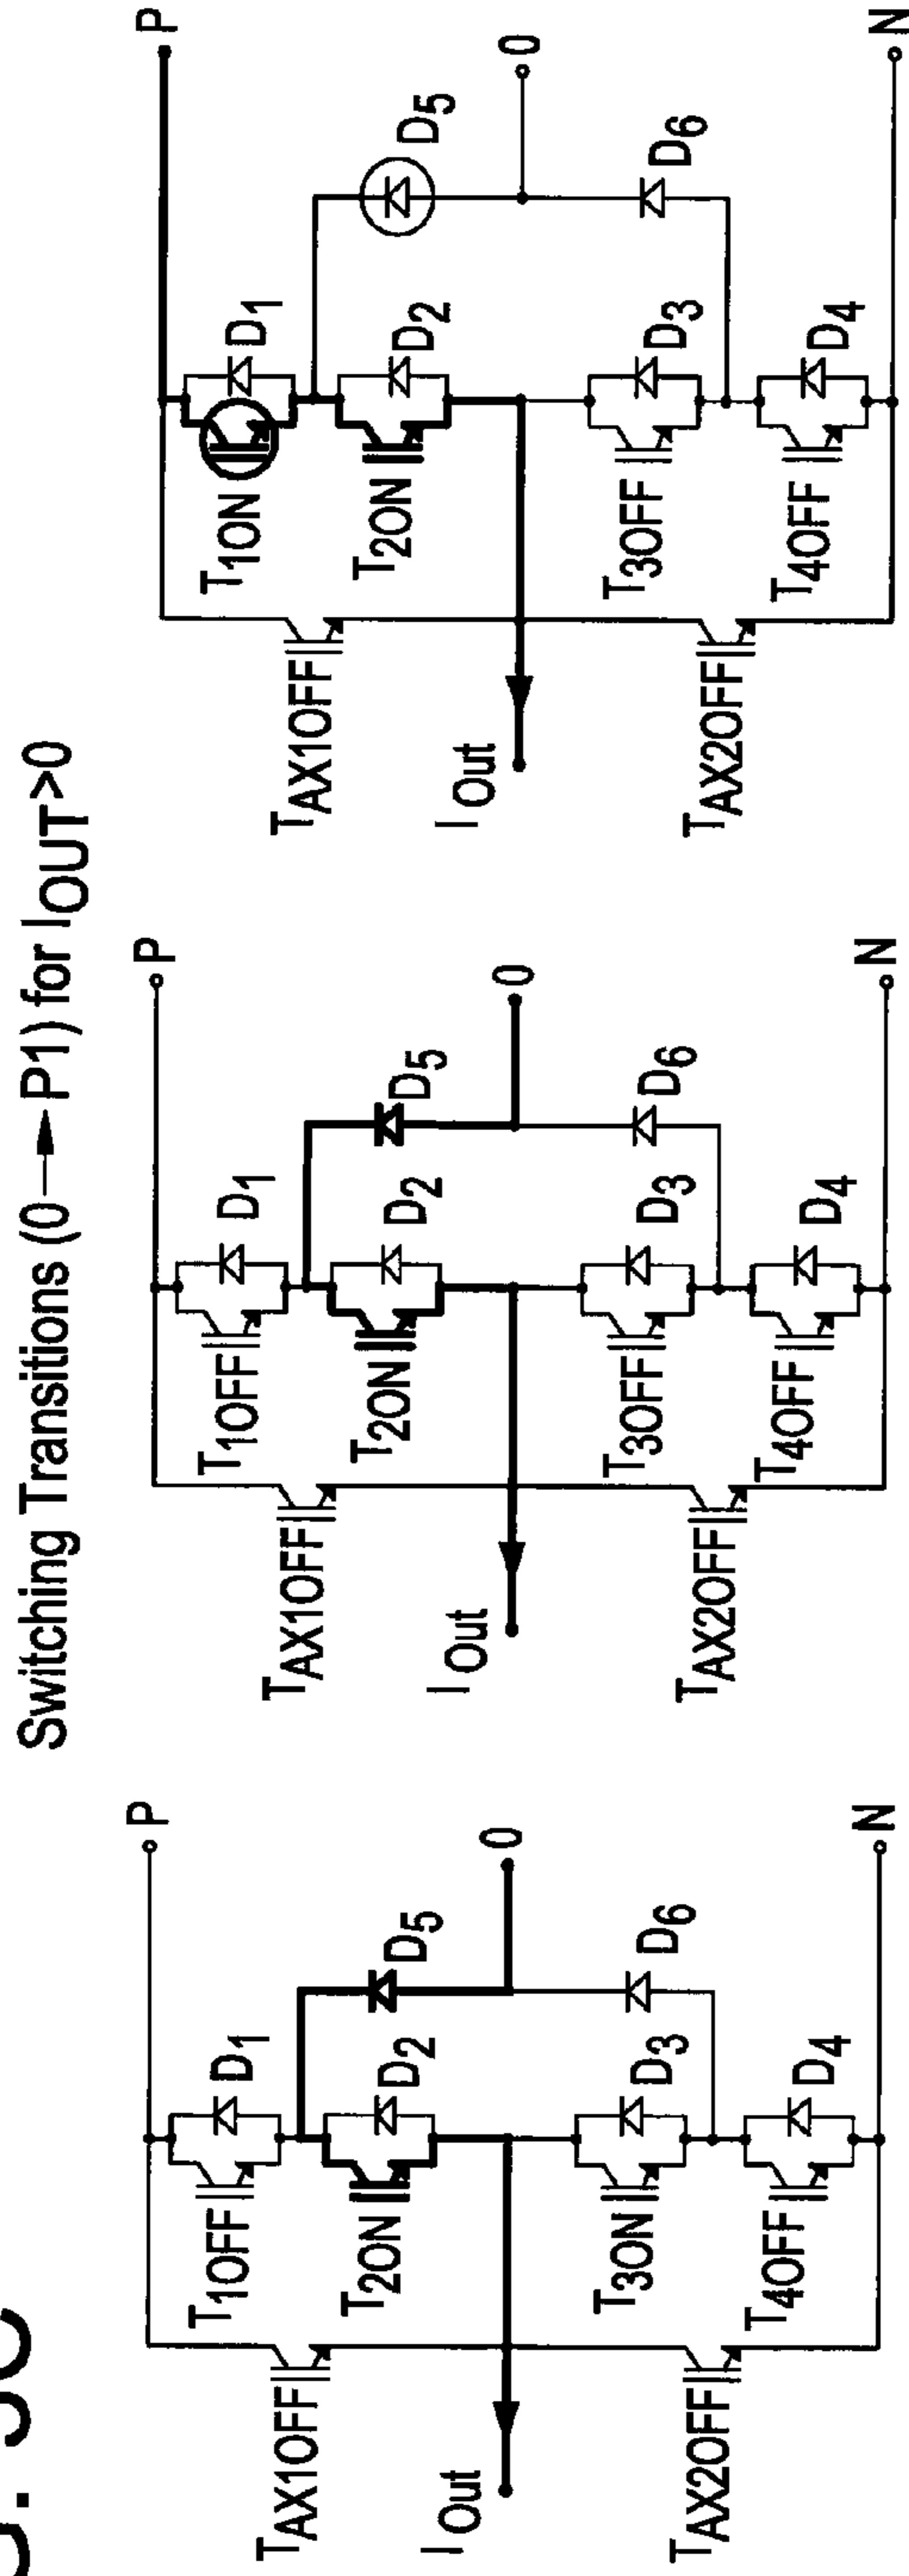 Switching Transitions (0→P1) for IOUT>0
P
TAX1OFF
T1OFF
D1
T2ON
D2
D5
IOut
0
T3ON
D3
D6
TAX2OFF
T4OFF
D4
N
P
TAX1OFF
T1OFF
D1
T2ON
D2
D5
IOut
0
T3OFF
D3
D6
TAX2OFF
T4OFF
D4
N
P
TAX1OFF
T1ON
D1
T2ON
D2
D5
IOut
0
T3OFF
D3
D6
TAX2OFF
T4OFF
D4
N